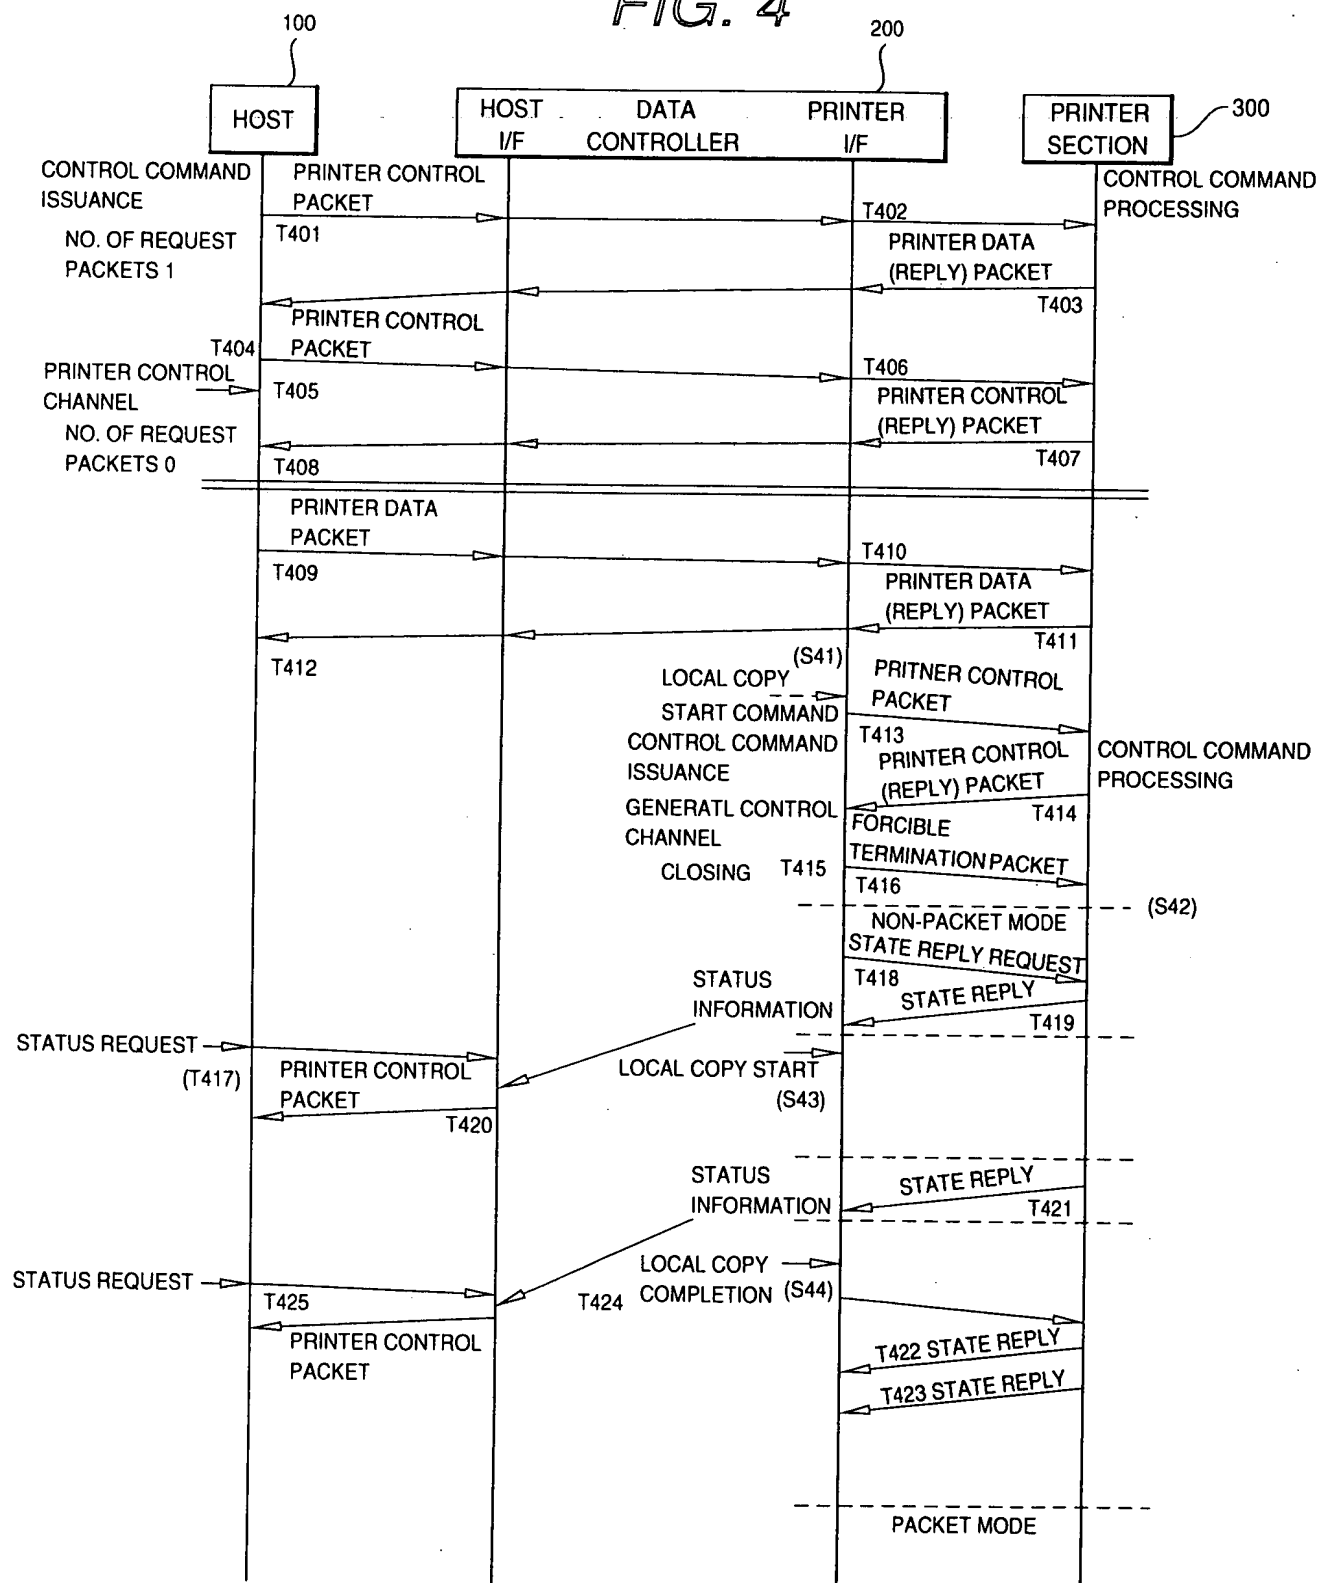 FIG. 4
100
200
HOST
HOST I/F
DATA CONTROLLER
PRINTER I/F
PRINTER SECTION
300
CONTROL COMMAND
ISSUANCE
PRINTER CONTROL
PACKET
CONTROL COMMAND
PROCESSING
T401
T402
NO. OF REQUEST
PACKETS 1
PRINTER DATA
(REPLY) PACKET
T403
PRINTER CONTROL
PACKET
T404
T406
PRINTER CONTROL
CHANNEL
T405
PRINTER CONTROL
(REPLY) PACKET
NO. OF REQUEST
PACKETS 0
T408
T407
PRINTER DATA
PACKET
T409
T410
PRINTER DATA
(REPLY) PACKET
T411
T412
(S41)
LOCAL COPY
START COMMAND
PRITNER CONTROL
PACKET
T413
CONTROL COMMAND
ISSUANCE
PRINTER CONTROL
(REPLY) PACKET
CONTROL COMMAND
PROCESSING
T414
GENERATL CONTROL
CHANNEL
CLOSING
T415
FORCIBLE
TERMINATION PACKET
T416
(S42)
NON-PACKET MODE
STATE REPLY REQUEST
T418
STATUS
INFORMATION
STATE REPLY
T419
STATUS REQUEST
(T417)
PRINTER CONTROL
PACKET
T420
LOCAL COPY START
(S43)
STATUS
INFORMATION
STATE REPLY
T421
STATUS REQUEST
T425
T424
LOCAL COPY
COMPLETION
(S44)
PRINTER CONTROL
PACKET
T422 STATE REPLY
T423 STATE REPLY
PACKET MODE